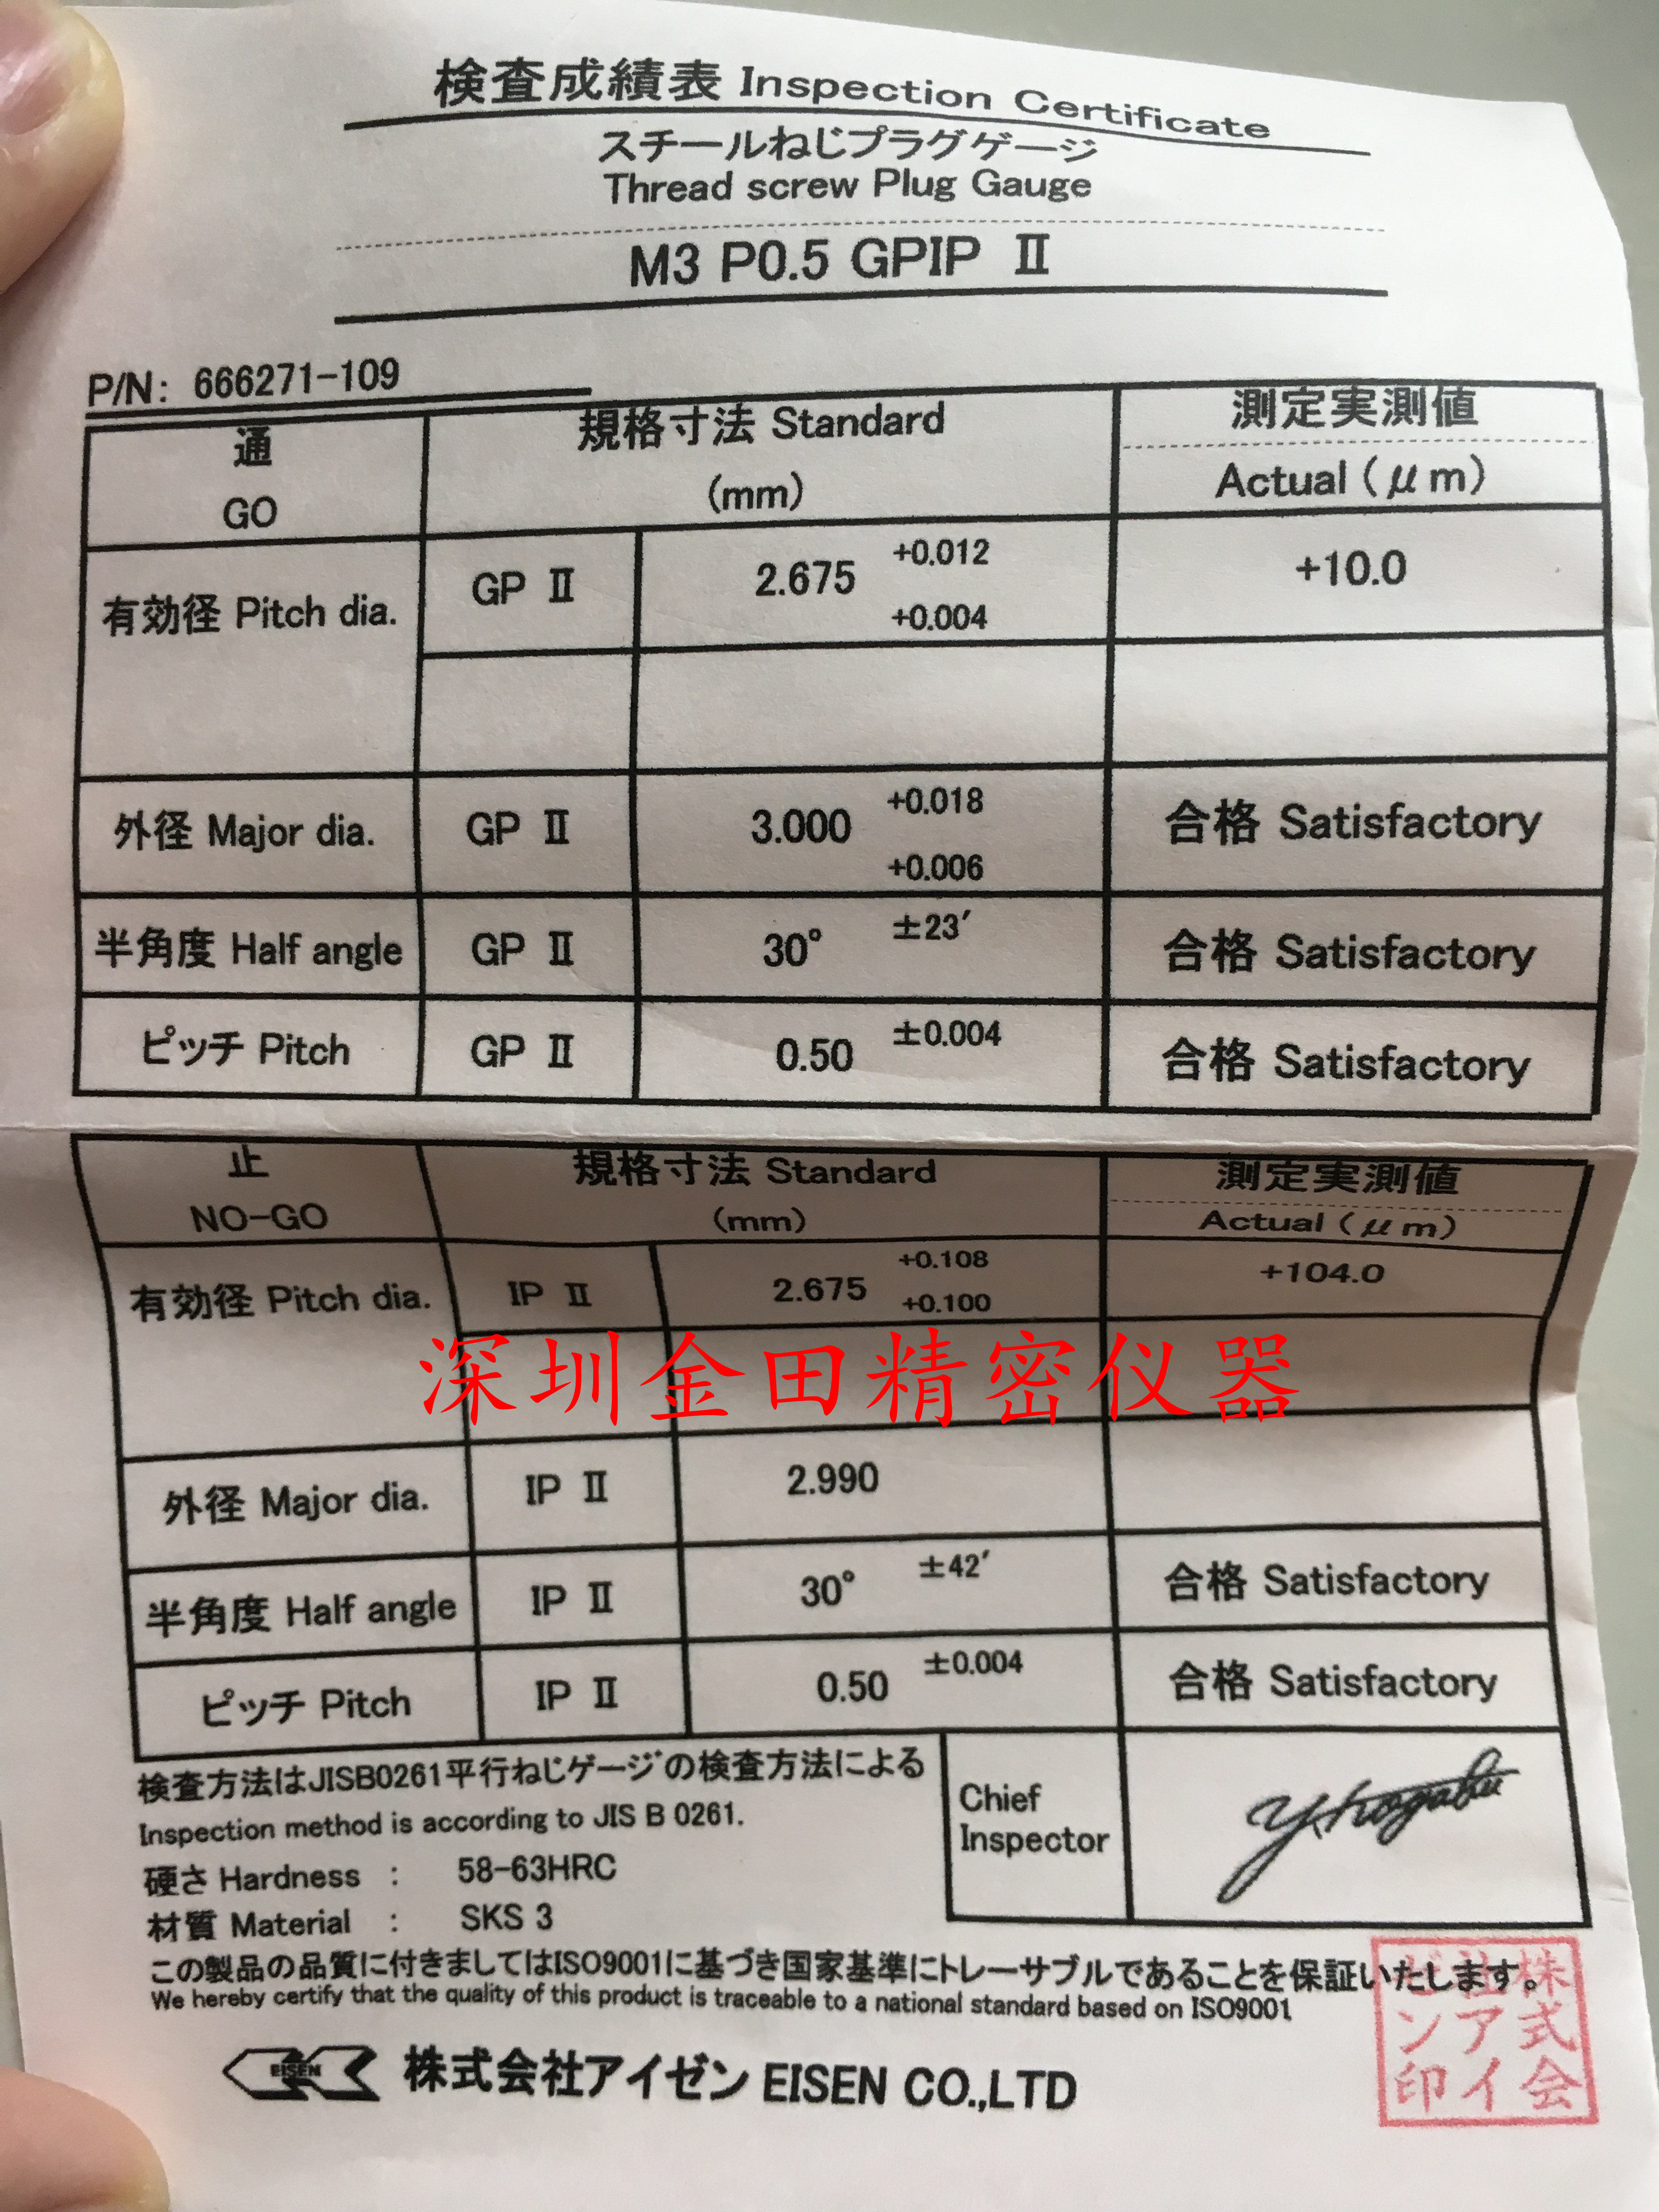 検査成績表 Inspection Certificate
スチールねじプラグゲージ
Thread screw Plug Gauge
M3 P0.5 GPIP Ⅱ
P/N: 666271-109
通 GO 規格寸法 Standard (mm) 測定実測値 Actual (μm)
有効径 Pitch dia. GP Ⅱ 2.675 +0.012 +0.004 +10.0
外径 Major dia. GP Ⅱ 3.000 +0.018 +0.006 合格 Satisfactory
半角度 Half angle GP Ⅱ 30° ±23′ 合格 Satisfactory
ピッチ Pitch GP Ⅱ 0.50 ±0.004 合格 Satisfactory
止 NO-GO 規格寸法 Standard (mm) 測定実測値 Actual (μm)
有効径 Pitch dia. IP Ⅱ 2.675 +0.108 +0.100 +104.0
深圳金田精密仪器
外径 Major dia. IP Ⅱ 2.990
半角度 Half angle IP Ⅱ 30° ±42′ 合格 Satisfactory
ピッチ Pitch IP Ⅱ 0.50 ±0.004 合格 Satisfactory
検査方法はJISB0261平行ねじゲージの検査方法による
Inspection method is according to JIS B 0261.
Chief
Inspector
硬さ Hardness : 58-63HRC
材質 Material : SKS 3
この製品の品質に付きましてはISO9001に基づき国家基準にトレーサブルであることを保証いたします。
We hereby certify that the quality of this product is traceable to a national standard based on ISO9001
EISEN 株式会社アイゼン EISEN CO.,LTD
株式会
社アイ
ゼン印